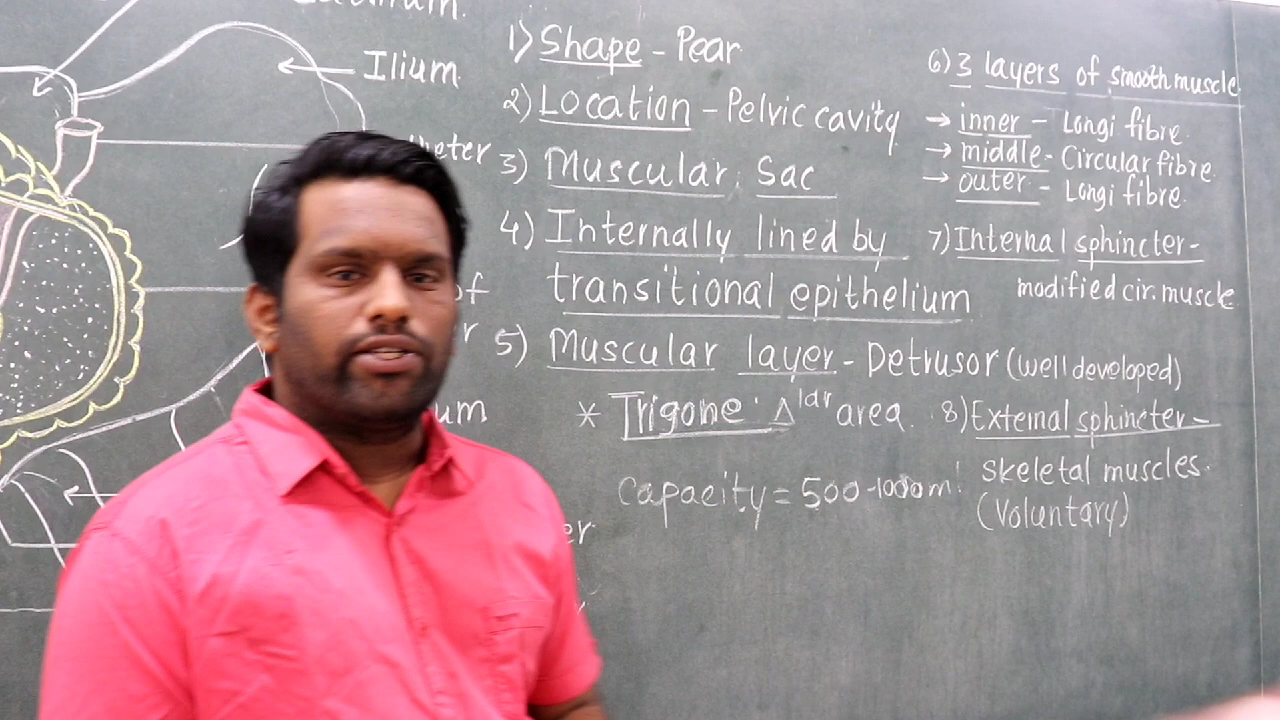 Ilium
1) Shape - Pear
2) Location - Pelvic cavity
3) Muscular Sac
4) Internally lined by
transitional epithelium
5) Muscular layer - Detrusor (well developed)
* Trigone Δlar area.
Capacity = 500-1000ml
6) 3 layers of smooth muscle
→ inner - Longi fibre.
→ middle - Circular fibre.
→ outer - Longi fibre.
7) Internal sphincter -
modified cir. muscle
8) External sphincter -
Skeletal muscles.
(Voluntary)